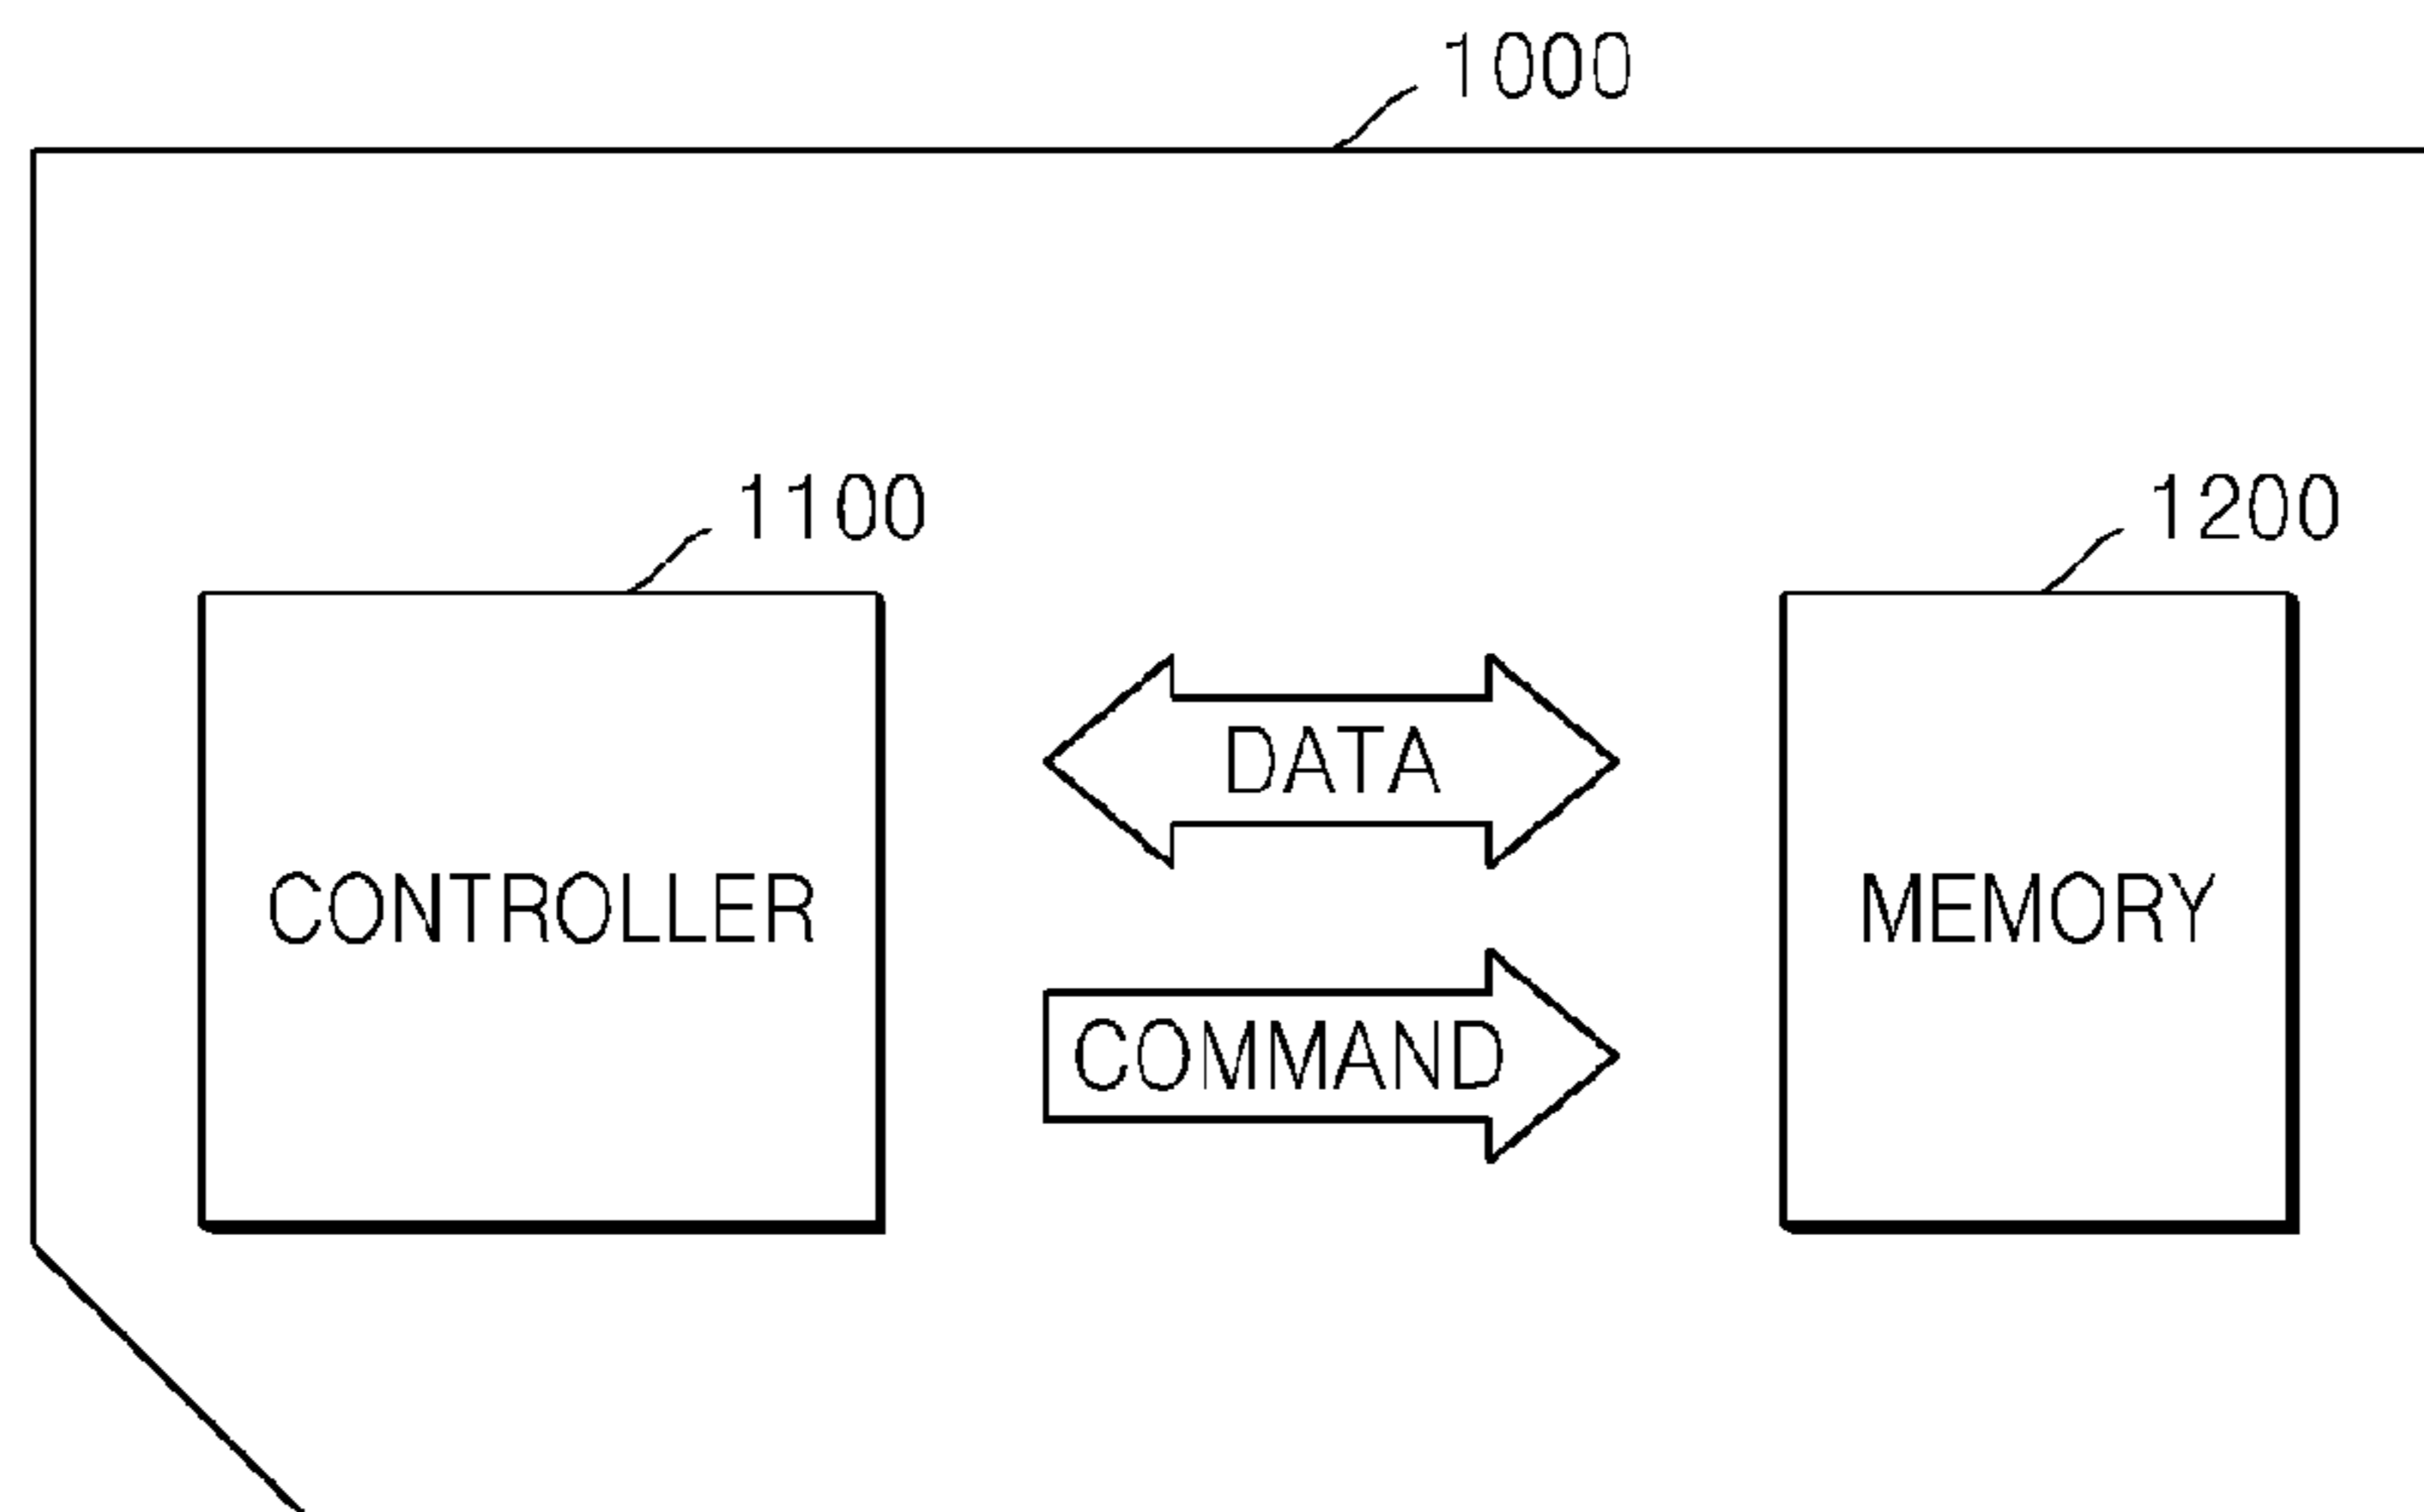 1000
1100
1200
DATA
CONTROLLER
MEMORY
COMMAND